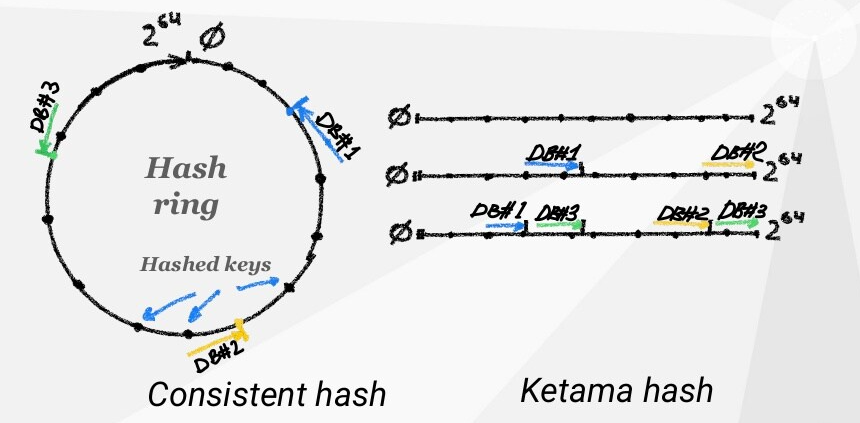 2^64 Ø
DB#3
DB#1
Hash
ring
Hashed keys
DB#2
Consistent hash
Ø 2^64
DB#1 DB#2
Ø 2^64
DB#1 DB#3 DB#2 DB#3
Ø 2^64
Ketama hash